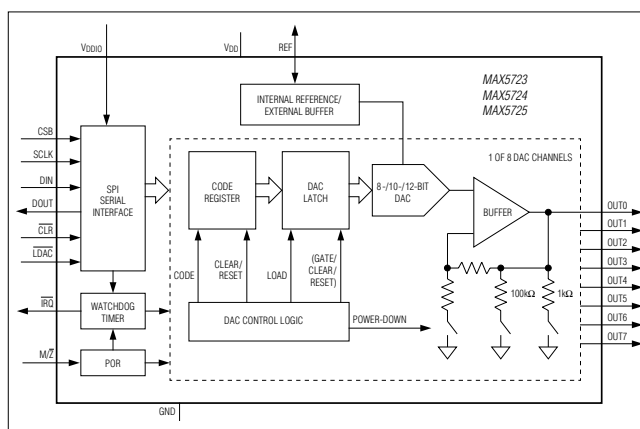 VDDIO
VDD
REF
MAX5723
MAX5724
MAX5725
INTERNAL REFERENCE/
EXTERNAL BUFFER
CSB
SCLK
DIN
DOUT
CLR
LDAC
IRQ
M/Z
SPI
SERIAL
INTERFACE
WATCHDOG
TIMER
POR
1 OF 8 DAC CHANNELS
CODE
REGISTER
DAC
LATCH
8-/10-/12-BIT
DAC
BUFFER
CODE
CLEAR/
RESET
LOAD
(GATE/
CLEAR/
RESET)
DAC CONTROL LOGIC
POWER-DOWN
100kΩ
1kΩ
OUT0
OUT1
OUT2
OUT3
OUT4
OUT5
OUT6
OUT7
GND